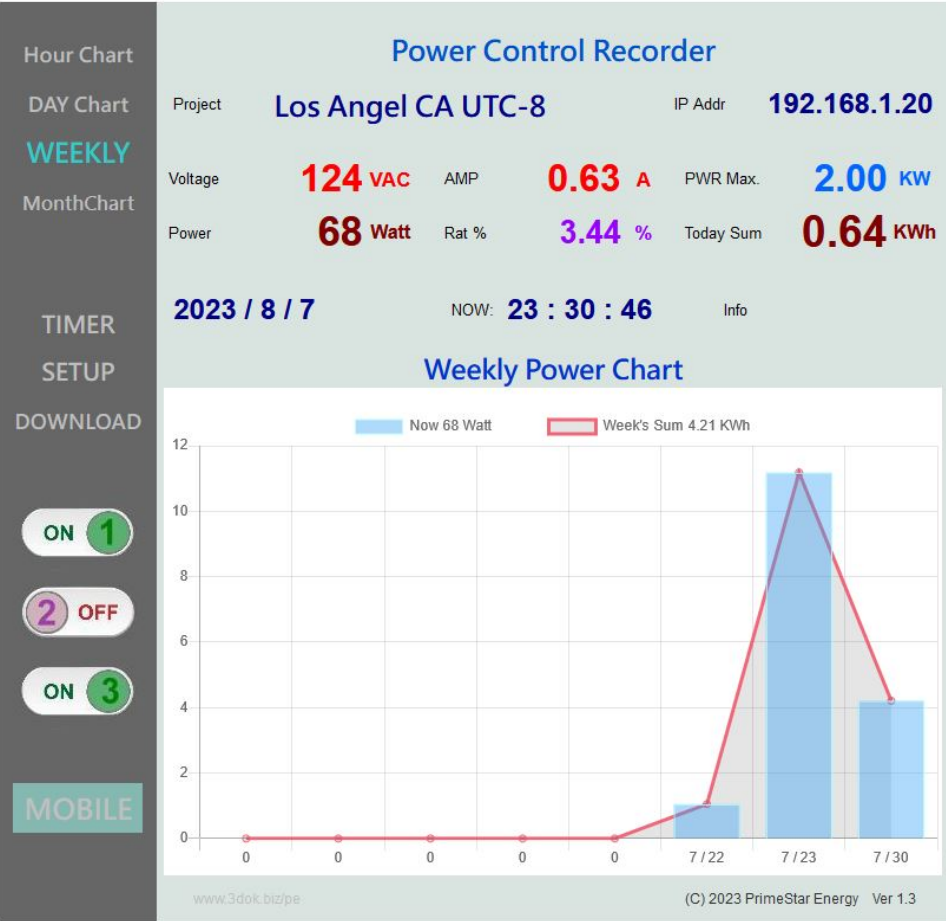 Hour Chart
DAY Chart
WEEKLY
MonthChart
TIMER
SETUP
DOWNLOAD
ON 1
2 OFF
ON 3
MOBILE
Power Control Recorder
Project Los Angel CA UTC-8 IP Addr 192.168.1.20
Voltage 124 VAC AMP 0.63 A PWR Max. 2.00 KW
Power 68 Watt Rat % 3.44 % Today Sum 0.64 KWh
2023 / 8 / 7 NOW: 23 : 30 : 46 Info
Weekly Power Chart
Now 68 Watt Week's Sum 4.21 KWh
12
10
8
6
4
2
0
0 0 0 0 0 7 / 22 7 / 23 7 / 30
www.3dok.biz/pe (C) 2023 PrimeStar Energy Ver 1.3